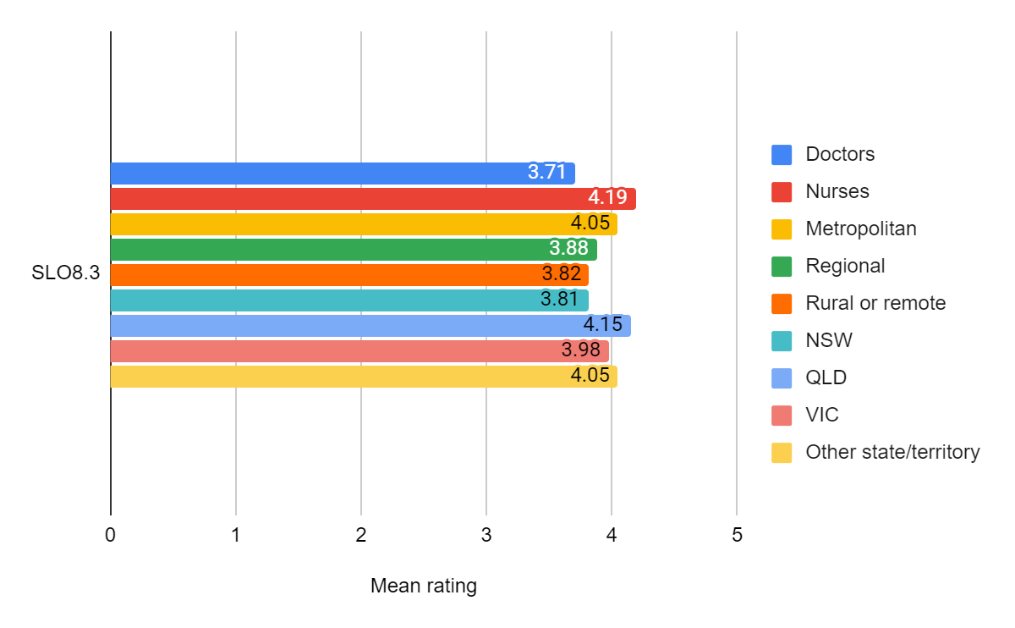 3.71
4.19
4.05
3.88
SLO8.3
3.82
3.81
4.15
3.98
4.05
Doctors
Nurses
Metropolitan
Regional
Rural or remote
NSW
QLD
VIC
Other state/territory
0 1 2 3 4 5
Mean rating